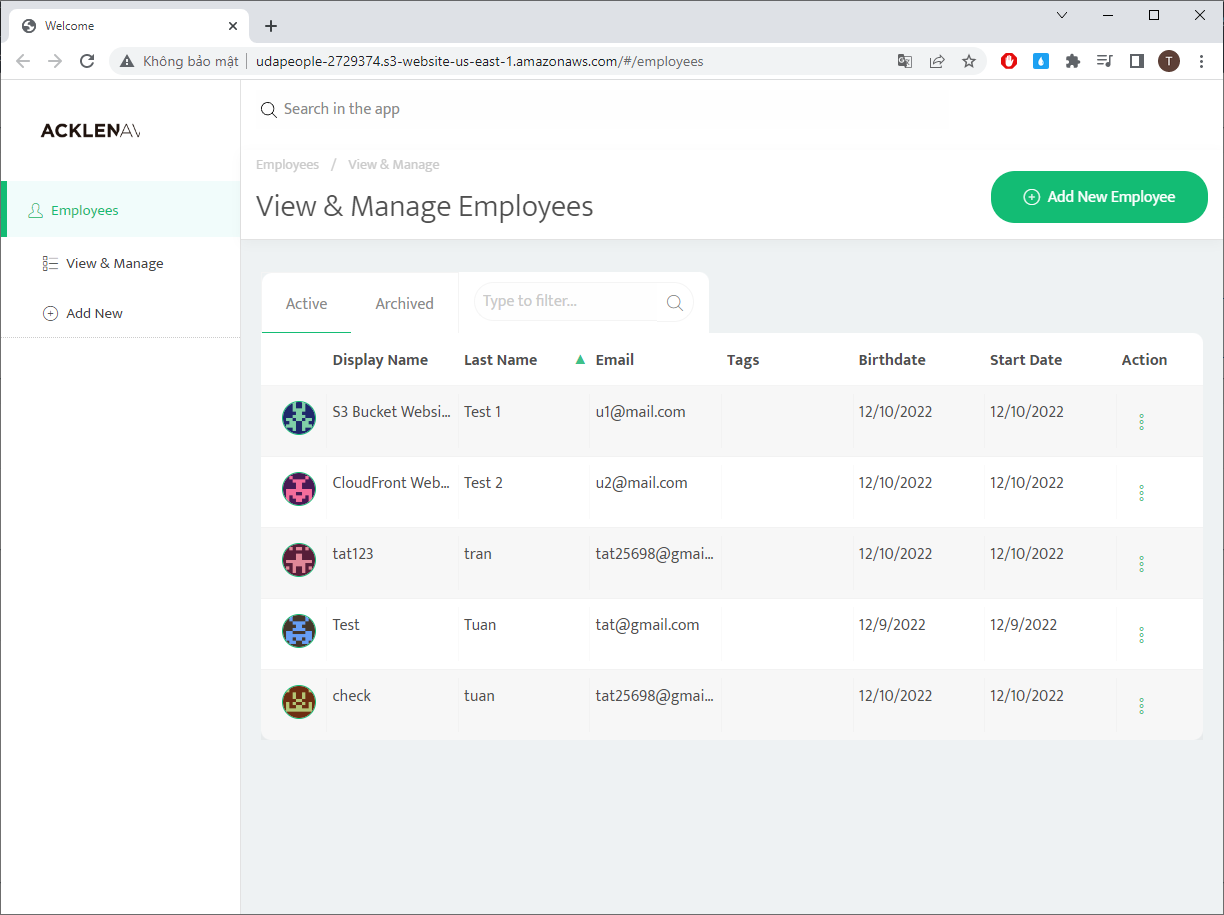 Welcome
Không bảo mật
udapeople-2729374.s3-website-us-east-1.amazonaws.com/#/employees
T
ACKLENAV
Search in the app
Employees / View & Manage
View & Manage Employees
Add New Employee
Employees
View & Manage
Add New
Active
Archived
Type to filter...
Display Name Last Name Email Tags Birthdate Start Date Action
S3 Bucket Websi... Test 1 u1@mail.com 12/10/2022 12/10/2022
CloudFront Web... Test 2 u2@mail.com 12/10/2022 12/10/2022
tat123 tran tat25698@gmai... 12/10/2022 12/10/2022
Test Tuan tat@gmail.com 12/9/2022 12/9/2022
check tuan tat25698@gmai... 12/10/2022 12/10/2022